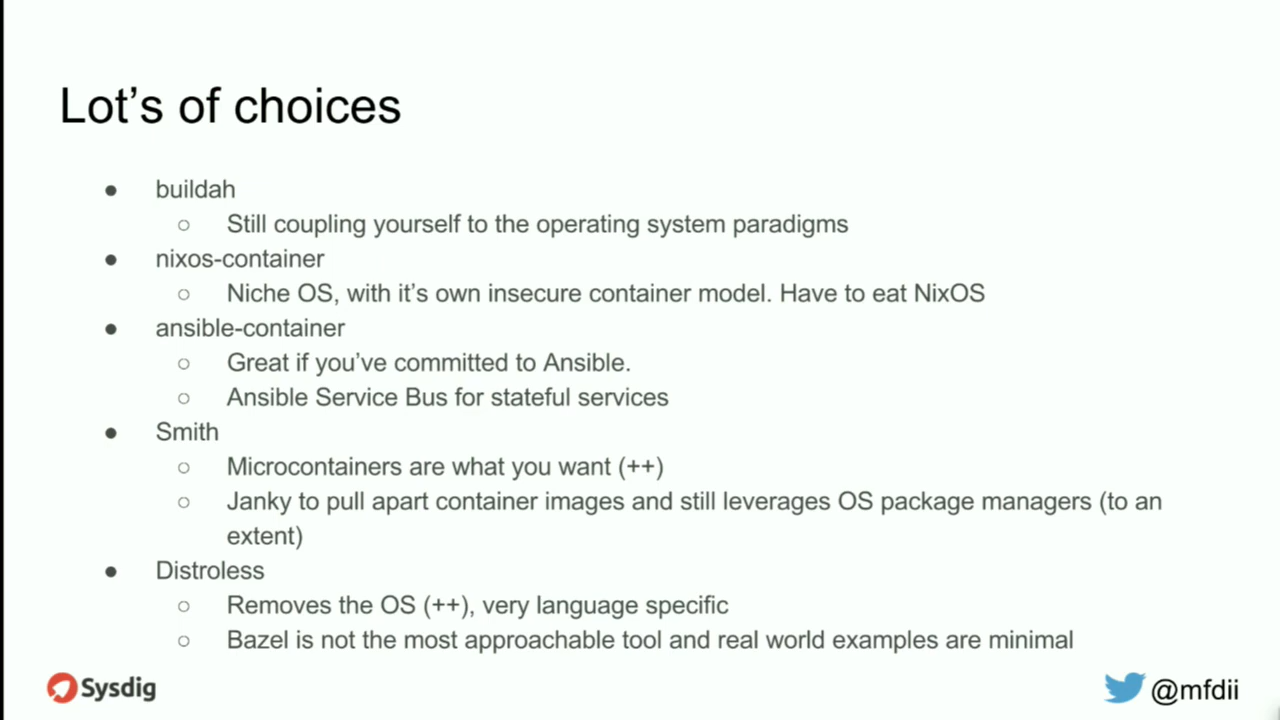 Lot's of choices
● buildah
○ Still coupling yourself to the operating system paradigms
● nixos-container
○ Niche OS, with it's own insecure container model. Have to eat NixOS
● ansible-container
○ Great if you've committed to Ansible.
○ Ansible Service Bus for stateful services
● Smith
○ Microcontainers are what you want (++)
○ Janky to pull apart container images and still leverages OS package managers (to an
extent)
● Distroless
○ Removes the OS (++), very language specific
○ Bazel is not the most approachable tool and real world examples are minimal
Sysdig
@mfdii